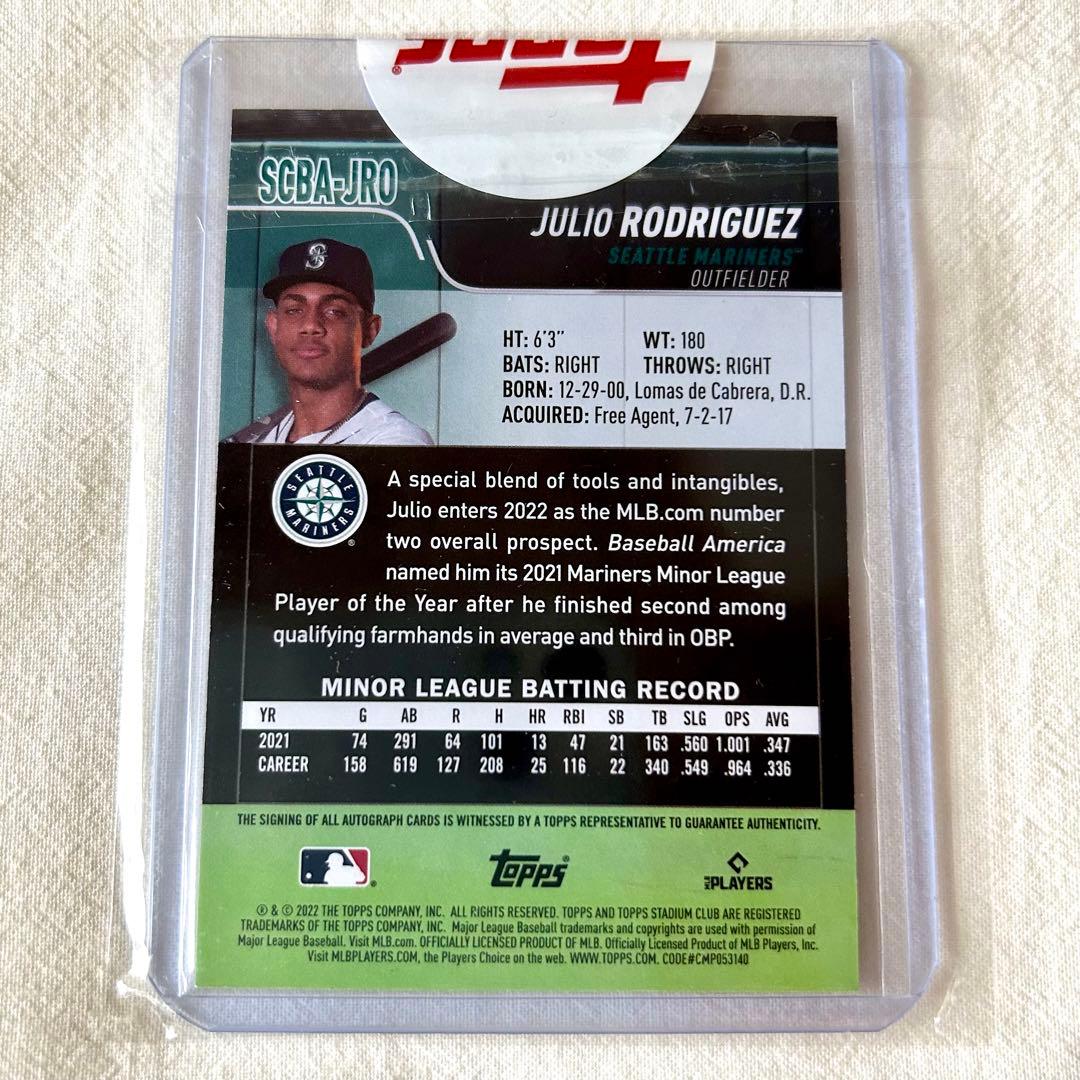 topps
SCBA-JRO
JULIO RODRIGUEZ
SEATTLE MARINERS™
OUTFIELDER
S
HT: 6'3" WT: 180
BATS: RIGHT THROWS: RIGHT
BORN: 12-29-00, Lomas de Cabrera, D.R.
ACQUIRED: Free Agent, 7-2-17
SEATTLE MARINERS ®
A special blend of tools and intangibles,
Julio enters 2022 as the MLB.com number
two overall prospect. Baseball America
named him its 2021 Mariners Minor League
Player of the Year after he finished second among
qualifying farmhands in average and third in OBP.
MINOR LEAGUE BATTING RECORD
YR G AB R H HR RBI SB TB SLG OPS AVG
2021 74 291 64 101 13 47 21 163 .560 1.001 .347
CAREER 158 619 127 208 25 116 22 340 .549 .964 .336
THE SIGNING OF ALL AUTOGRAPH CARDS IS WITNESSED BY A TOPPS REPRESENTATIVE TO GUARANTEE AUTHENTICITY.
topps® MLB PLAYERS
® & © 2022 THE TOPPS COMPANY, INC. ALL RIGHTS RESERVED. TOPPS AND TOPPS STADIUM CLUB ARE REGISTERED
TRADEMARKS OF THE TOPPS COMPANY, INC. Major League Baseball trademarks and copyrights are used with permission of
Major League Baseball. Visit MLB.com. OFFICIALLY LICENSED PRODUCT OF MLB. Officially Licensed Product of MLB Players, Inc.
Visit MLBPLAYERS.COM, the Players Choice on the web. WWW.TOPPS.COM. CODE#CMP053140